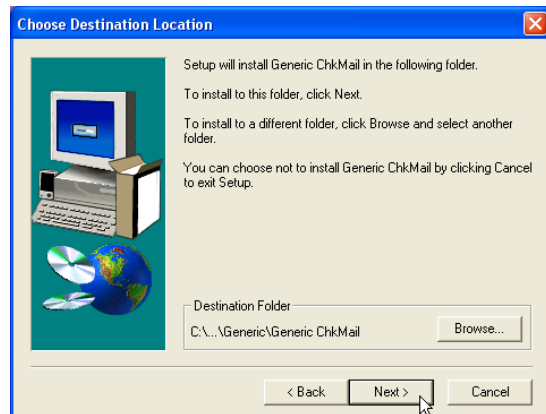 Choose Destination Location
Setup will install Generic ChkMail in the following folder.
To install to this folder, click Next.
To install to a different folder, click Browse and select another
folder.
You can choose not to install Generic ChkMail by clicking Cancel
to exit Setup.
Destination Folder
C:\...\Generic\Generic ChkMail
Browse...
< Back
Next >
Cancel